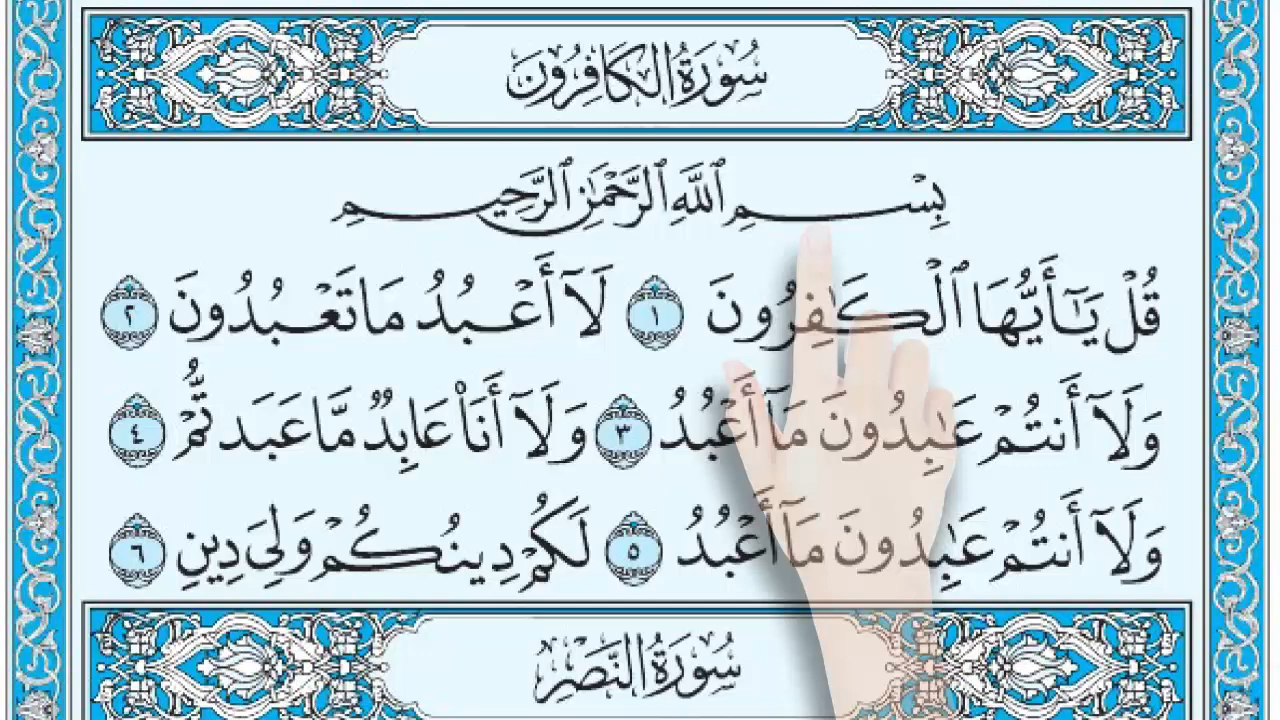 سُورَةُ الكَافِرُونَ
بِسْمِ ٱللَّهِ ٱلرَّحْمَٰنِ ٱلرَّحِيمِ
قُلْ يَٰٓأَيُّهَا ٱلْكَٰفِرُونَ ١ لَآ أَعْبُدُ مَا تَعْبُدُونَ ٢
وَلَآ أَنتُمْ عَٰبِدُونَ مَآ أَعْبُدُ ٣ وَلَآ أَنَا۠ عَابِدٌ مَّا عَبَدتُّمْ ٤
وَلَآ أَنتُمْ عَٰبِدُونَ مَآ أَعْبُدُ ٥ لَكُمْ دِينُكُمْ وَلِىَ دِينِ ٦
سُورَةُ النَّصْرِ